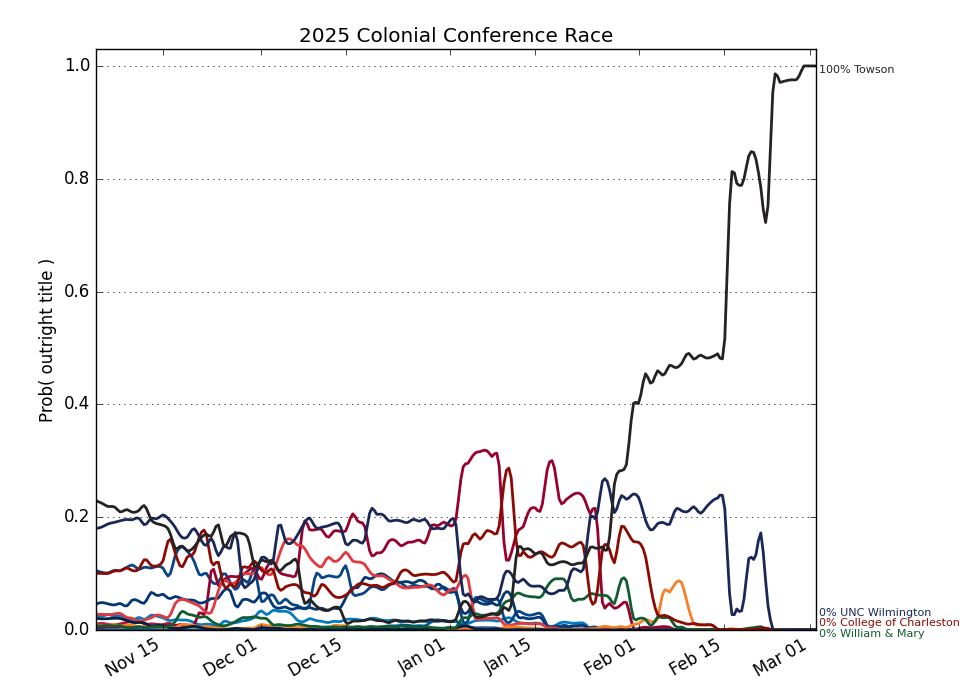 2025 Colonial Conference Race
Prob( outright title )
1.0
0.8
0.6
0.4
0.2
0.0
100% Towson
0% UNC Wilmington
0% College of Charleston
0% William & Mary
Nov 15
Dec 01
Dec 15
Jan 01
Jan 15
Feb 01
Feb 15
Mar 01